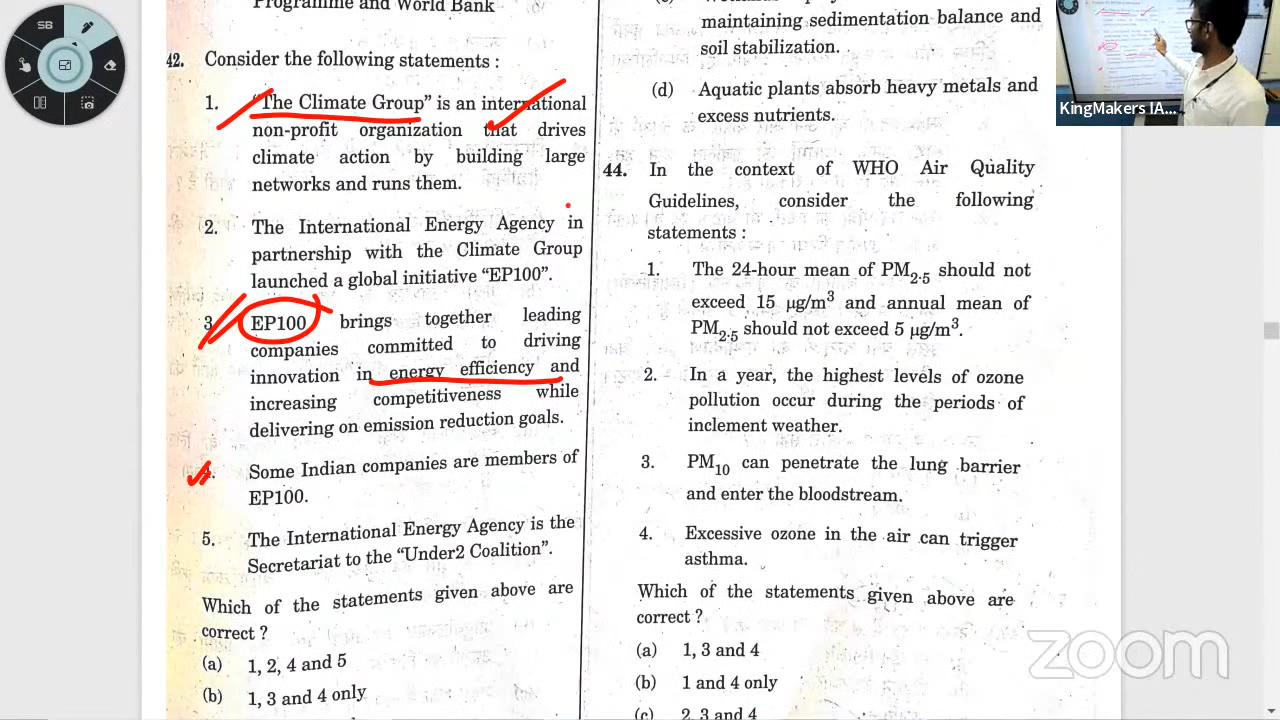 Programme and World Bank
42. Consider the following statements :
1. "The Climate Group" is an international
non-profit organization that drives
climate action by building large
networks and runs them.
2. The International Energy Agency in
partnership with the Climate Group
launched a global initiative "EP100".
3. EP100 brings together leading
companies committed to driving
innovation in energy efficiency and
increasing competitiveness while
delivering on emission reduction goals.
Some Indian companies are members of
EP100.
5. The International Energy Agency is the
Secretariat to the "Under2 Coalition".
Which of the statements given above are
correct ?
(a) 1, 2, 4 and 5
(b) 1, 3 and 4 only
maintaining sedimentation balance and
soil stabilization.
(d) Aquatic plants absorb heavy metals and
excess nutrients.
44. In the context of WHO Air Quality
Guidelines, consider the following
statements :
1. The 24-hour mean of PM2.5 should not
exceed 15 µg/m³ and annual mean of
PM2.5 should not exceed 5 µg/m³.
2. In a year, the highest levels of ozone
pollution occur during the periods of
inclement weather.
3. PM10 can penetrate the lung barrier
and enter the bloodstream.
4. Excessive ozone in the air can trigger
asthma.
Which of the statements given above are
correct ?
(a) 1, 3 and 4
(b) 1 and 4 only
(c) 2, 3 and 4
SB
KingMakers IA...
zoom